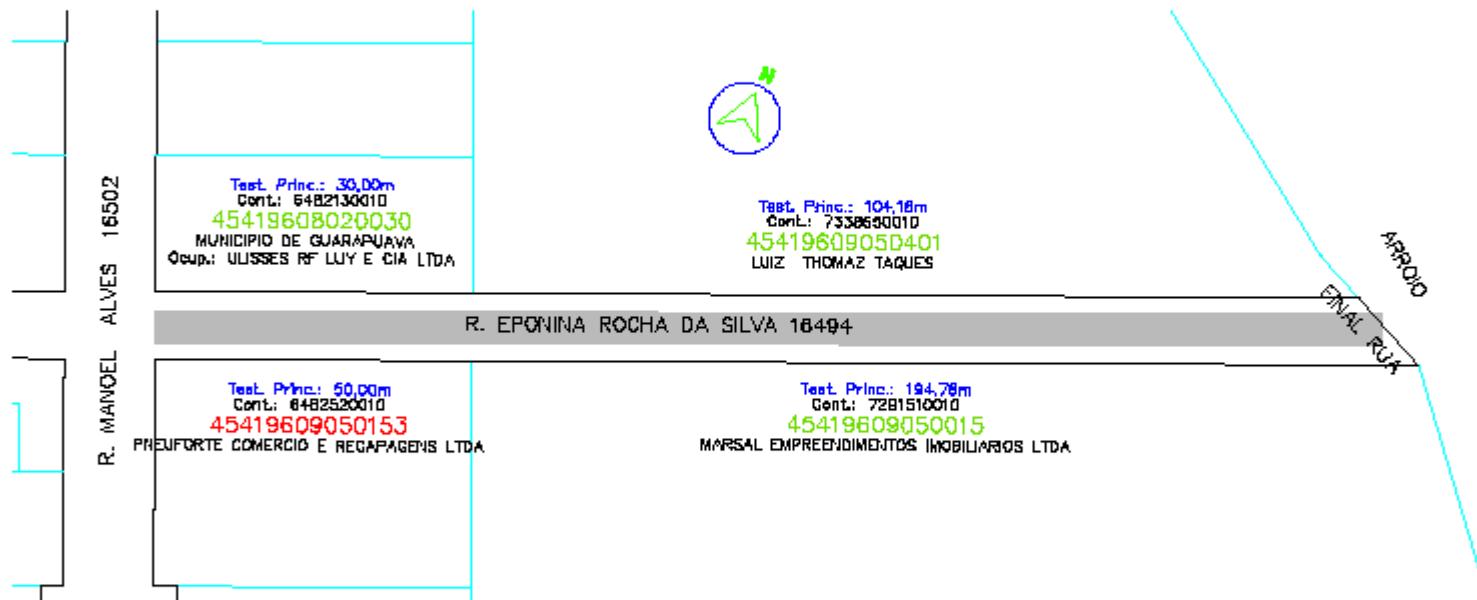 N
Test. Princ.: 30,00m
Cont.: 6482130010
45419608020030
MUNICIPIO DE GUARAPUAVA
Ocup.: ULISSES RF LUY E CIA LTDA
Test. Princ.: 104,16m
Cont.: 7338650010
45419609050401
LUIZ THOMAZ TAQUES
ARROIO
FINAL RUA
R. EPONINA ROCHA DA SILVA 16494
R. MANOEL ALVES 16502
Test. Princ.: 50,00m
Cont.: 6482520010
45419609050153
PNEUFORTE COMERCIO E RECAPAGENS LTDA
Test. Princ.: 194,78m
Cont.: 7291510010
45419609050015
MARSAL EMPREENDIMENTOS IMOBILIARIOS LTDA